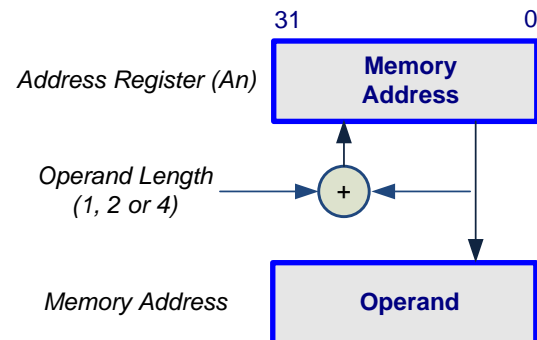 31 0
Address Register (An)
Memory
Address
Operand Length
(1, 2 or 4)
+
Memory Address
Operand